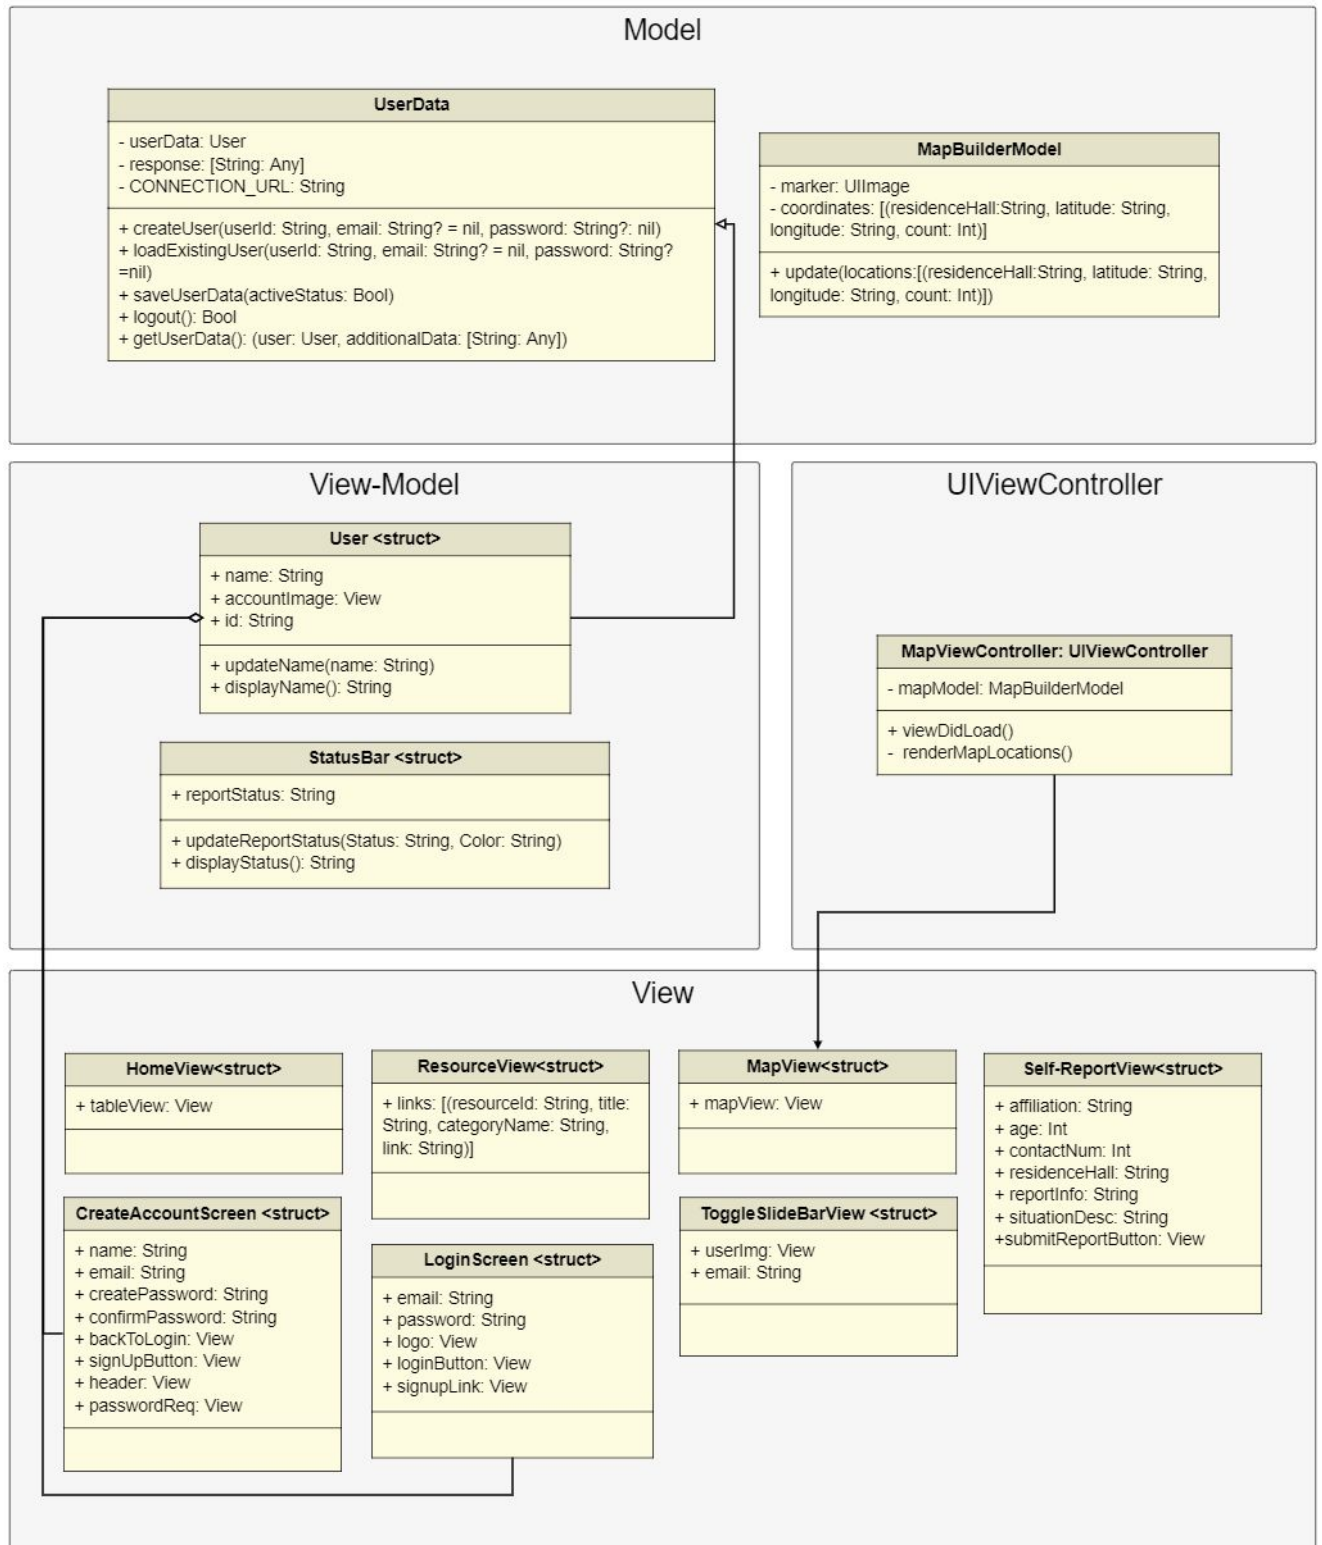 Model
UserData
- userData: User
- response: [String: Any]
- CONNECTION_URL: String
+ createUser(userId: String, email: String? = nil, password: String?: nil)
+ loadExistingUser(userId: String, email: String? = nil, password: String?
=nil)
+ saveUserData(activeStatus: Bool)
+ logout(): Bool
+ getUserData(): (user: User, additionalData: [String: Any])
MapBuilderModel
- marker: UIImage
- coordinates: [(residenceHall:String, latitude: String,
longitude: String, count: Int)]
+ update(locations:[(residenceHall:String, latitude: String,
longitude: String, count: Int)])
View-Model
User <struct>
+ name: String
+ accountImage: View
+ id: String
+ updateName(name: String)
+ displayName(): String
StatusBar <struct>
+ reportStatus: String
+ updateReportStatus(Status: String, Color: String)
+ displayStatus(): String
UIViewController
MapViewController: UIViewController
- mapModel: MapBuilderModel
+ viewDidLoad()
- renderMapLocations()
View
HomeView<struct>
+ tableView: View
ResourceView<struct>
+ links: [(resourceId: String, title:
String, categoryName: String,
link: String)]
MapView<struct>
+ mapView: View
Self-ReportView<struct>
+ affiliation: String
+ age: Int
+ contactNum: Int
+ residenceHall: String
+ reportInfo: String
+ situationDesc: String
+submitReportButton: View
CreateAccountScreen <struct>
+ name: String
+ email: String
+ createPassword: String
+ confirmPassword: String
+ backToLogin: View
+ signUpButton: View
+ header: View
+ passwordReq: View
LoginScreen <struct>
+ email: String
+ password: String
+ logo: View
+ loginButton: View
+ signupLink: View
ToggleSlideBarView <struct>
+ userImg: View
+ email: String